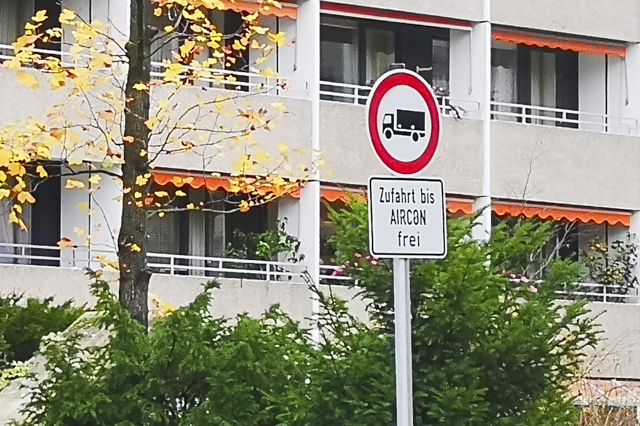 Zufahrt bis
AIRCON
frei